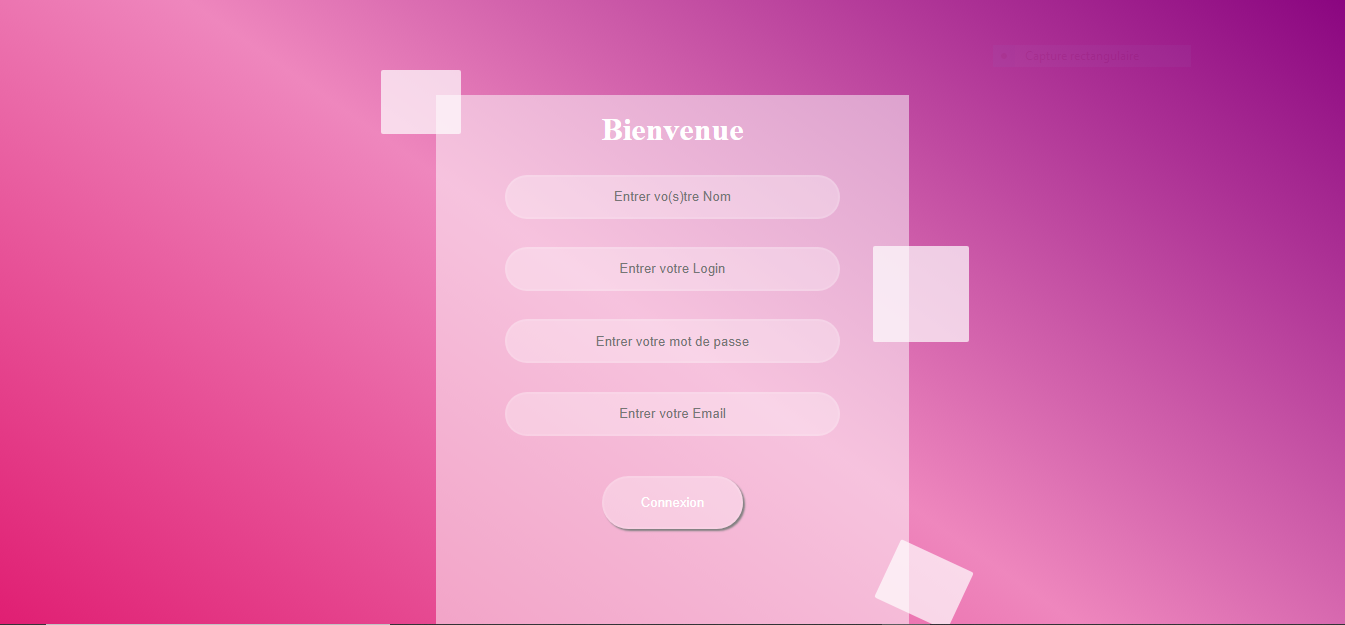 Capture rectangulaire
Bienvenue
Entrer vo(s)tre Nom
Entrer votre Login
Entrer votre mot de passe
Entrer votre Email
Connexion